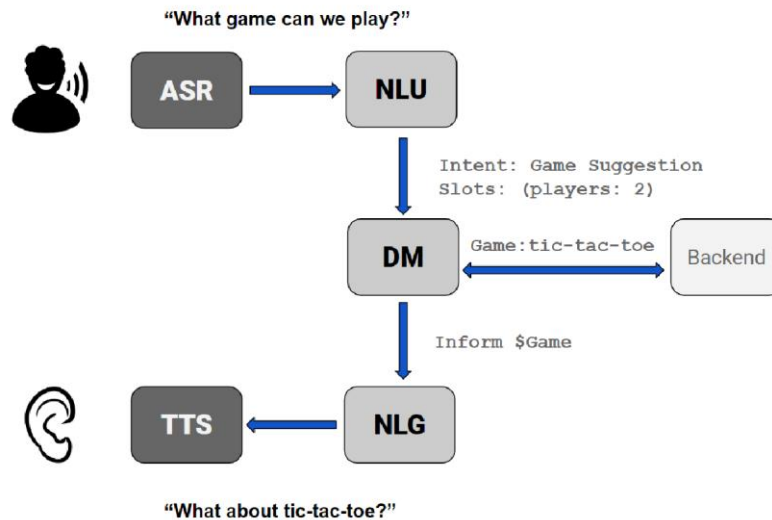 “What game can we play?”
ASR
NLU
Intent: Game Suggestion
Slots: (players: 2)
DM
Game:tic-tac-toe
Backend
Inform $Game
TTS
NLG
“What about tic-tac-toe?”